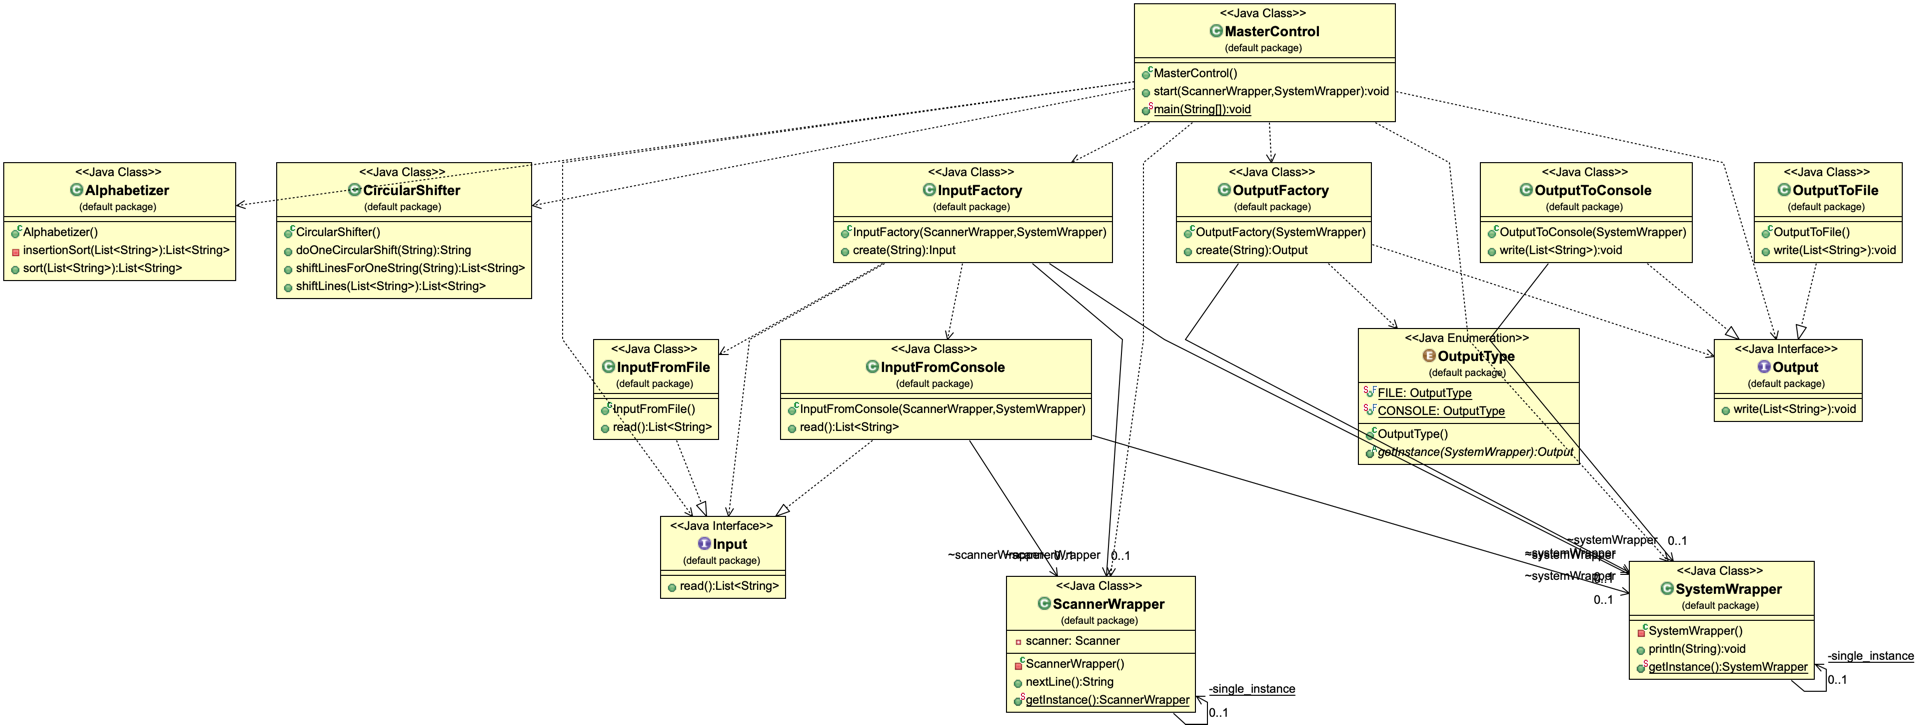 <<Java Class>>
MasterControl
(default package)
MasterControl()
start(ScannerWrapper,SystemWrapper):void
main(String[]):void
<<Java Class>>
Alphabetizer
(default package)
Alphabetizer()
insertionSort(List<String>):List<String>
sort(List<String>):List<String>
<<Java Class>>
CircularShifter
(default package)
CircularShifter()
doOneCircularShift(String):String
shiftLinesForOneString(String):List<String>
shiftLines(List<String>):List<String>
<<Java Class>>
InputFactory
(default package)
InputFactory(ScannerWrapper,SystemWrapper)
create(String):Input
<<Java Class>>
OutputFactory
(default package)
OutputFactory(SystemWrapper)
create(String):Output
<<Java Class>>
OutputToConsole
(default package)
OutputToConsole(SystemWrapper)
write(List<String>):void
<<Java Class>>
OutputToFile
(default package)
OutputToFile()
write(List<String>):void
<<Java Class>>
InputFromFile
(default package)
InputFromFile()
read():List<String>
<<Java Class>>
InputFromConsole
(default package)
InputFromConsole(ScannerWrapper,SystemWrapper)
read():List<String>
<<Java Enumeration>>
OutputType
(default package)
FILE: OutputType
CONSOLE: OutputType
OutputType()
getInstance(SystemWrapper):Output
<<Java Interface>>
Output
(default package)
write(List<String>):void
<<Java Interface>>
Input
(default package)
read():List<String>
~scannerWrapper
0..1
~scannerWrapper
0..1
<<Java Class>>
ScannerWrapper
(default package)
scanner: Scanner
ScannerWrapper()
nextLine():String
getInstance():ScannerWrapper
-single_instance
0..1
~systemWrapper
0..1
~systemWrapper
~systemWrapper
0..1
~systemWrapper
0..1
<<Java Class>>
SystemWrapper
(default package)
SystemWrapper()
println(String):void
getInstance():SystemWrapper
-single_instance
0..1